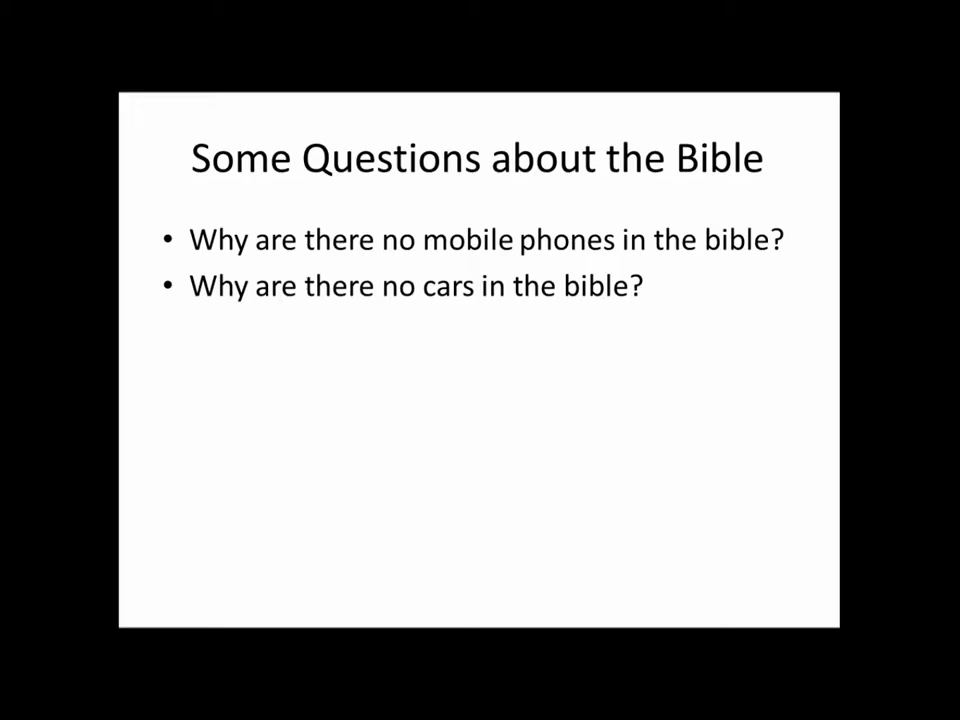 Some Questions about the Bible
• Why are there no mobile phones in the bible?
• Why are there no cars in the bible?